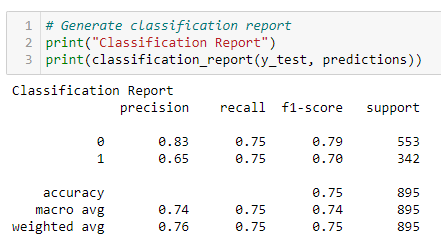 1 # Generate classification report
2 print("Classification Report")
3 print(classification_report(y_test, predictions))
Classification Report
precision recall f1-score support
0 0.83 0.75 0.79 553
1 0.65 0.75 0.70 342
accuracy 0.75 895
macro avg 0.74 0.75 0.74 895
weighted avg 0.76 0.75 0.75 895